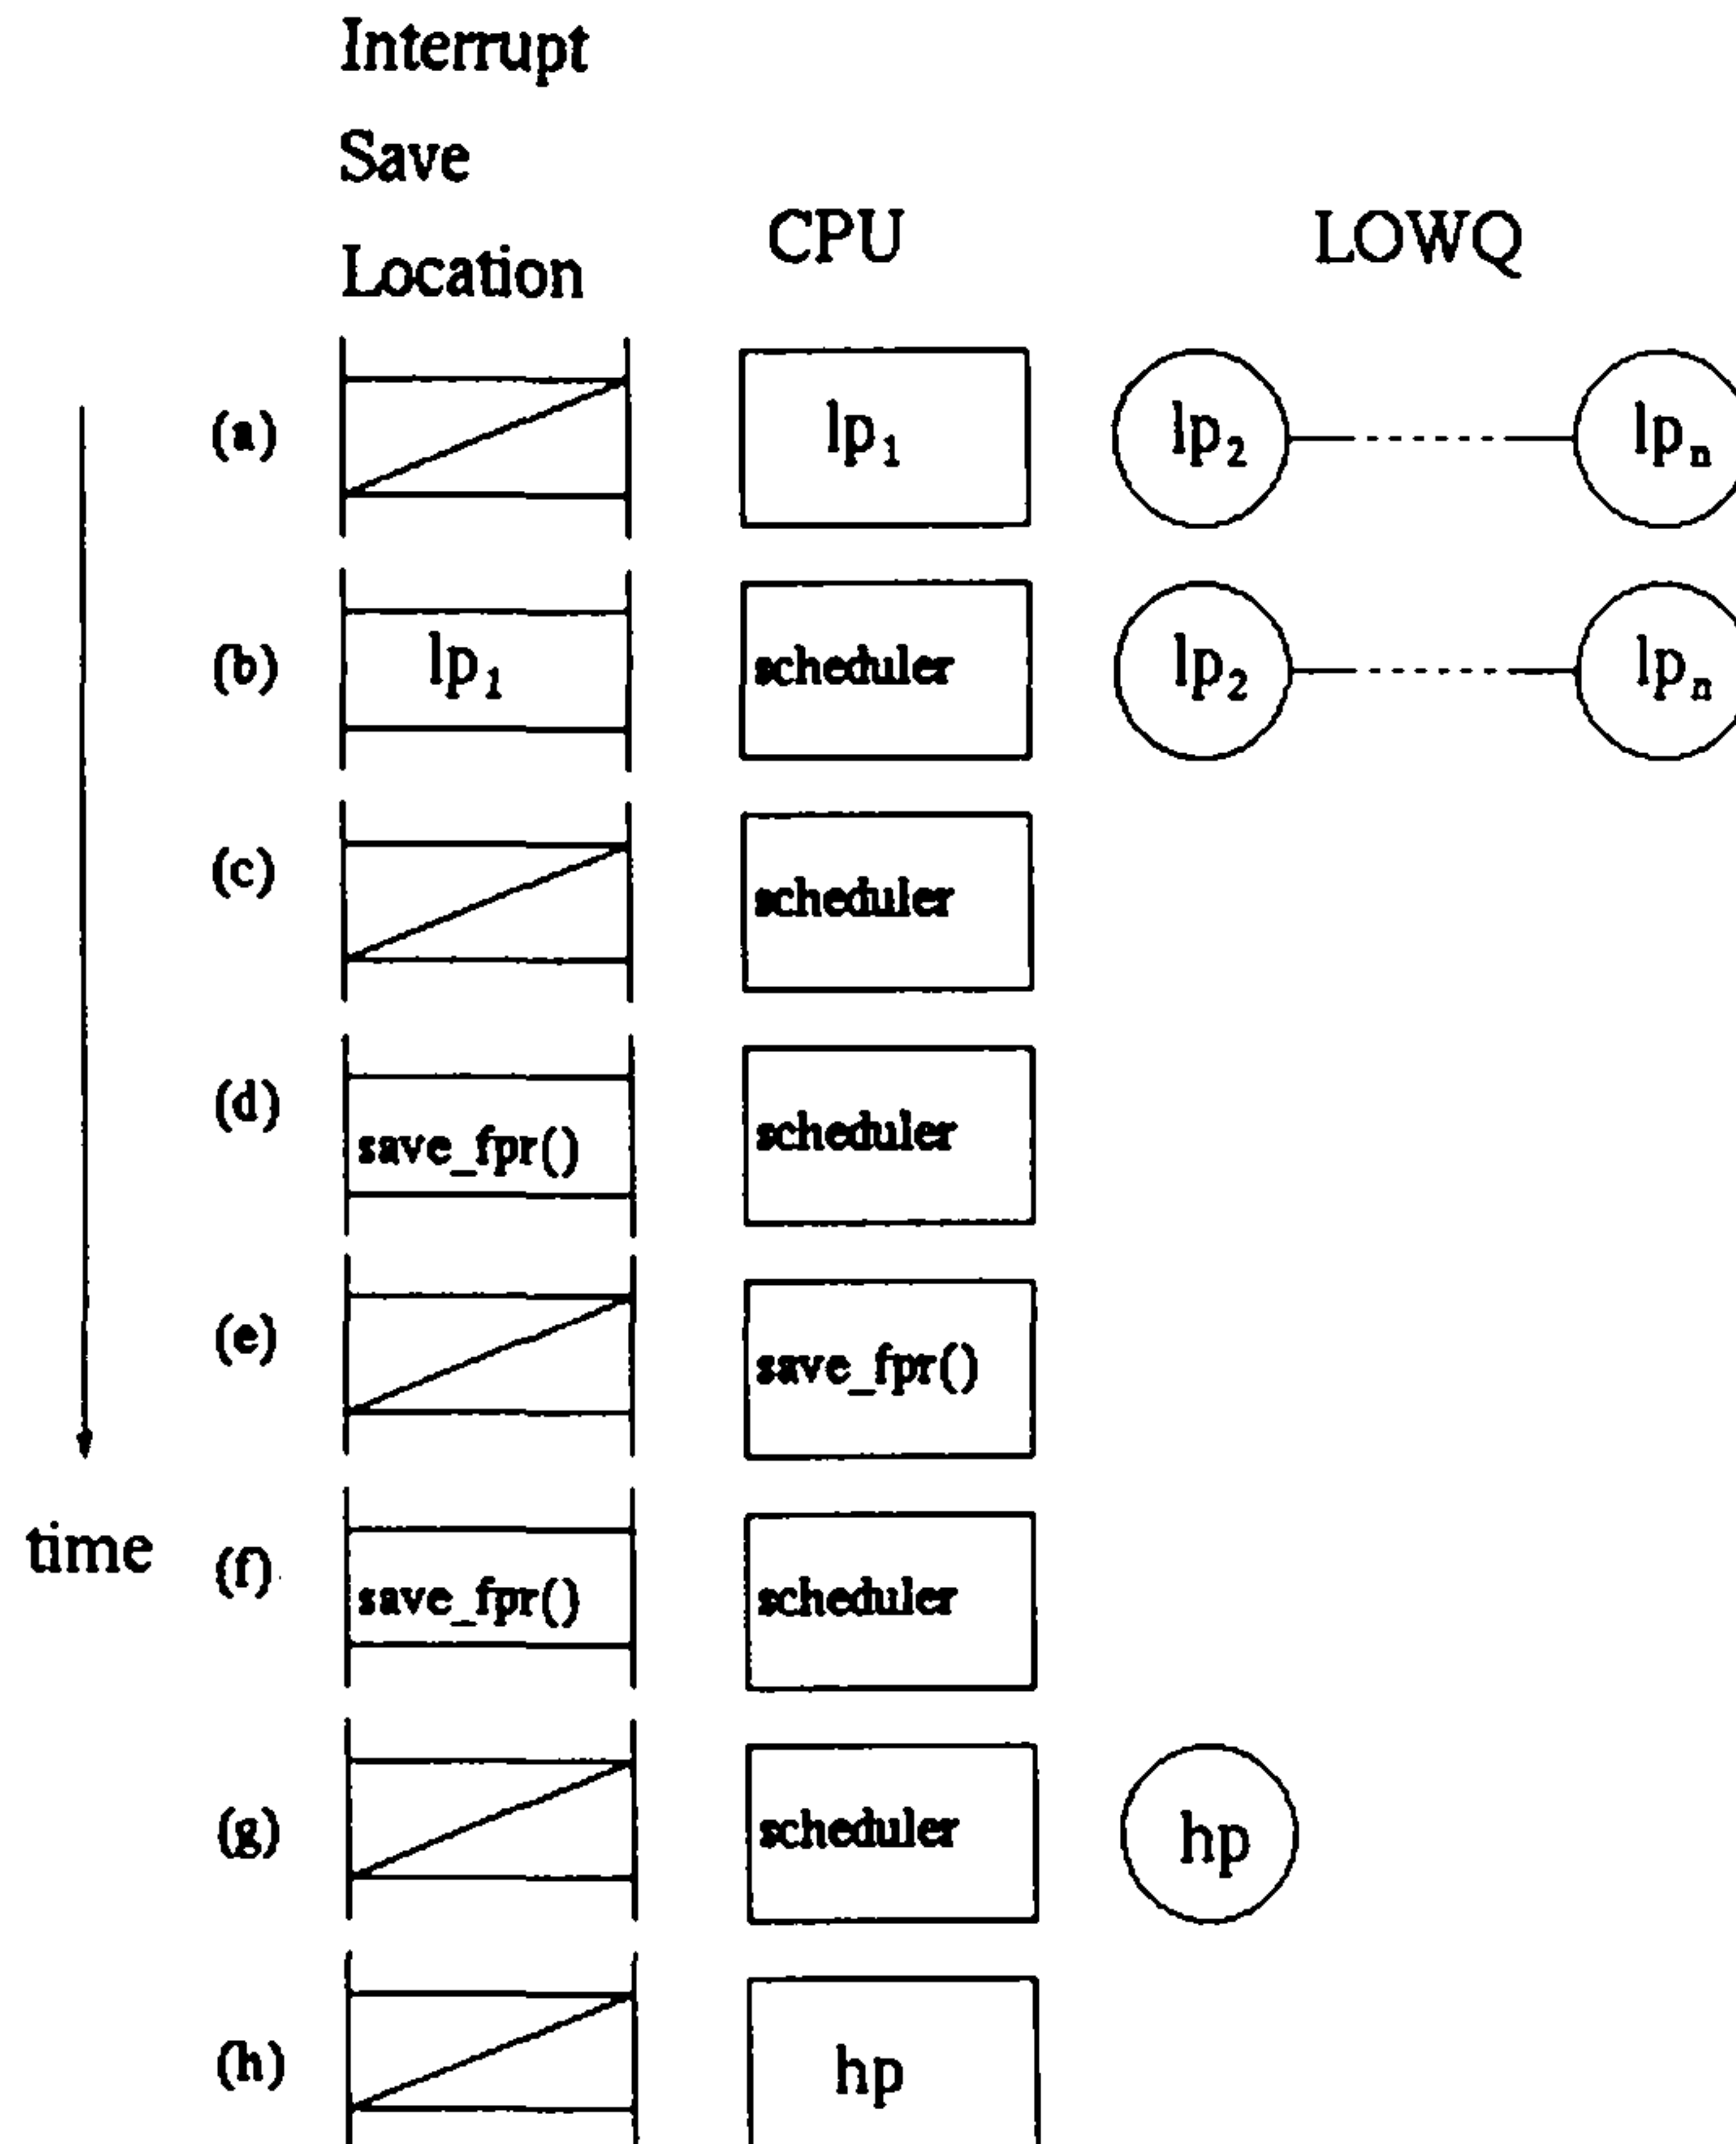 Interrupt
Save
Location
CPU
LOWQ
(a)
lp1
lp2
lpn
(b)
lp1
scheduler
lp2
lpn
(c)
scheduler
(d)
save_fpr()
scheduler
(e)
save_fpr()
time
(f)
save_fpr()
scheduler
(g)
scheduler
hp
(h)
hp